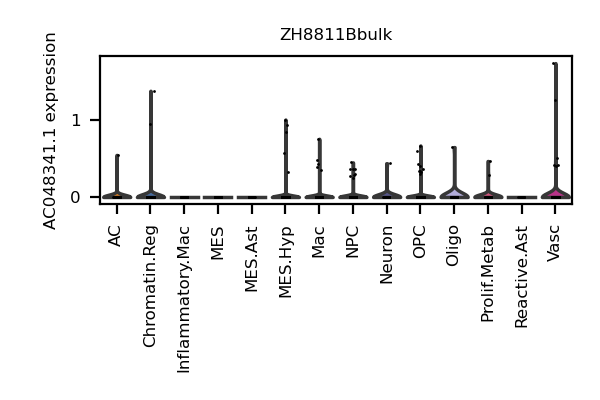 ZH8811Bbulk
AC048341.1 expression
1
0
AC
Chromatin.Reg
Inflammatory.Mac
MES
MES.Ast
MES.Hyp
Mac
NPC
Neuron
OPC
Oligo
Prolif.Metab
Reactive.Ast
Vasc